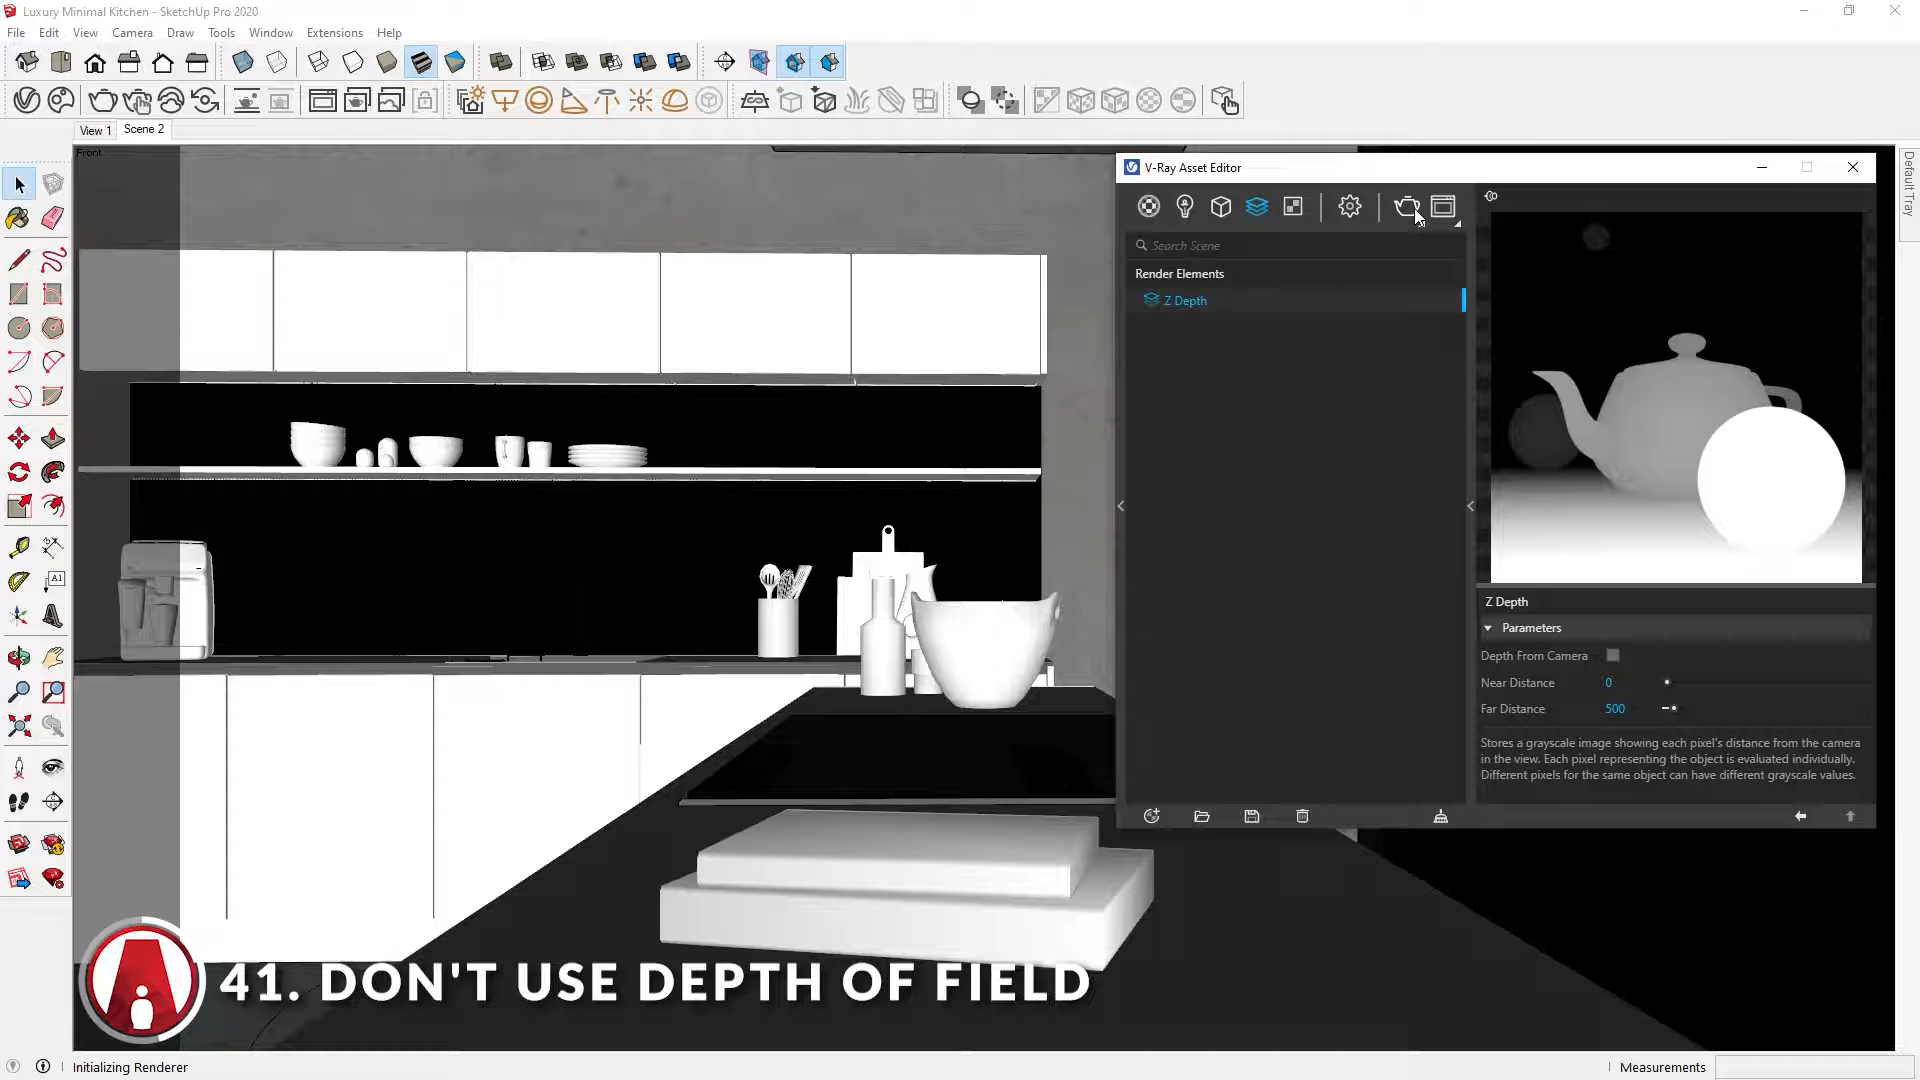 Luxury Minimal Kitchen - SketchUp Pro 2020
File Edit View Camera Draw Tools Window Extensions Help
View 1 Scene 2
Front
Default Tray
V-Ray Asset Editor
Search Scene
Render Elements
Z Depth
Z Depth
Parameters
Depth From Camera
Near Distance 0
Far Distance 500
Stores a grayscale image showing each pixel's distance from the camera
in the view. Each pixel representing the object is evaluated individually.
Different pixels for the same object can have different grayscale values.
A1
41. DON'T USE DEPTH OF FIELD
Initializing Renderer
Measurements